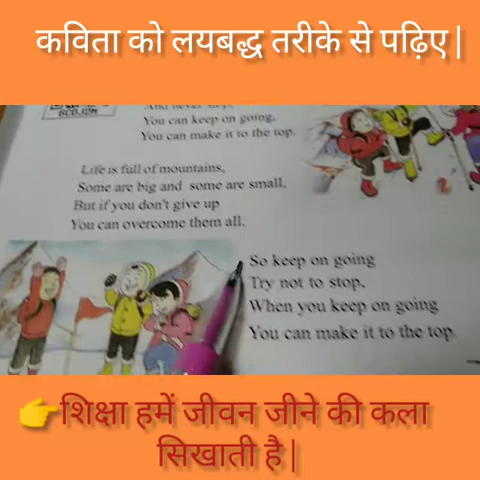 कविता को लयबद्ध तरीके से पढ़िए|
And never stop.
You can keep on going,
You can make it to the top.
Life is full of mountains,
Some are big and some are small,
But if you don't give up
You can overcome them all.
So keep on going
Try not to stop,
When you keep on going
You can make it to the top.
👉शिक्षा हमें जीवन जीने की कला
सिखाती है|